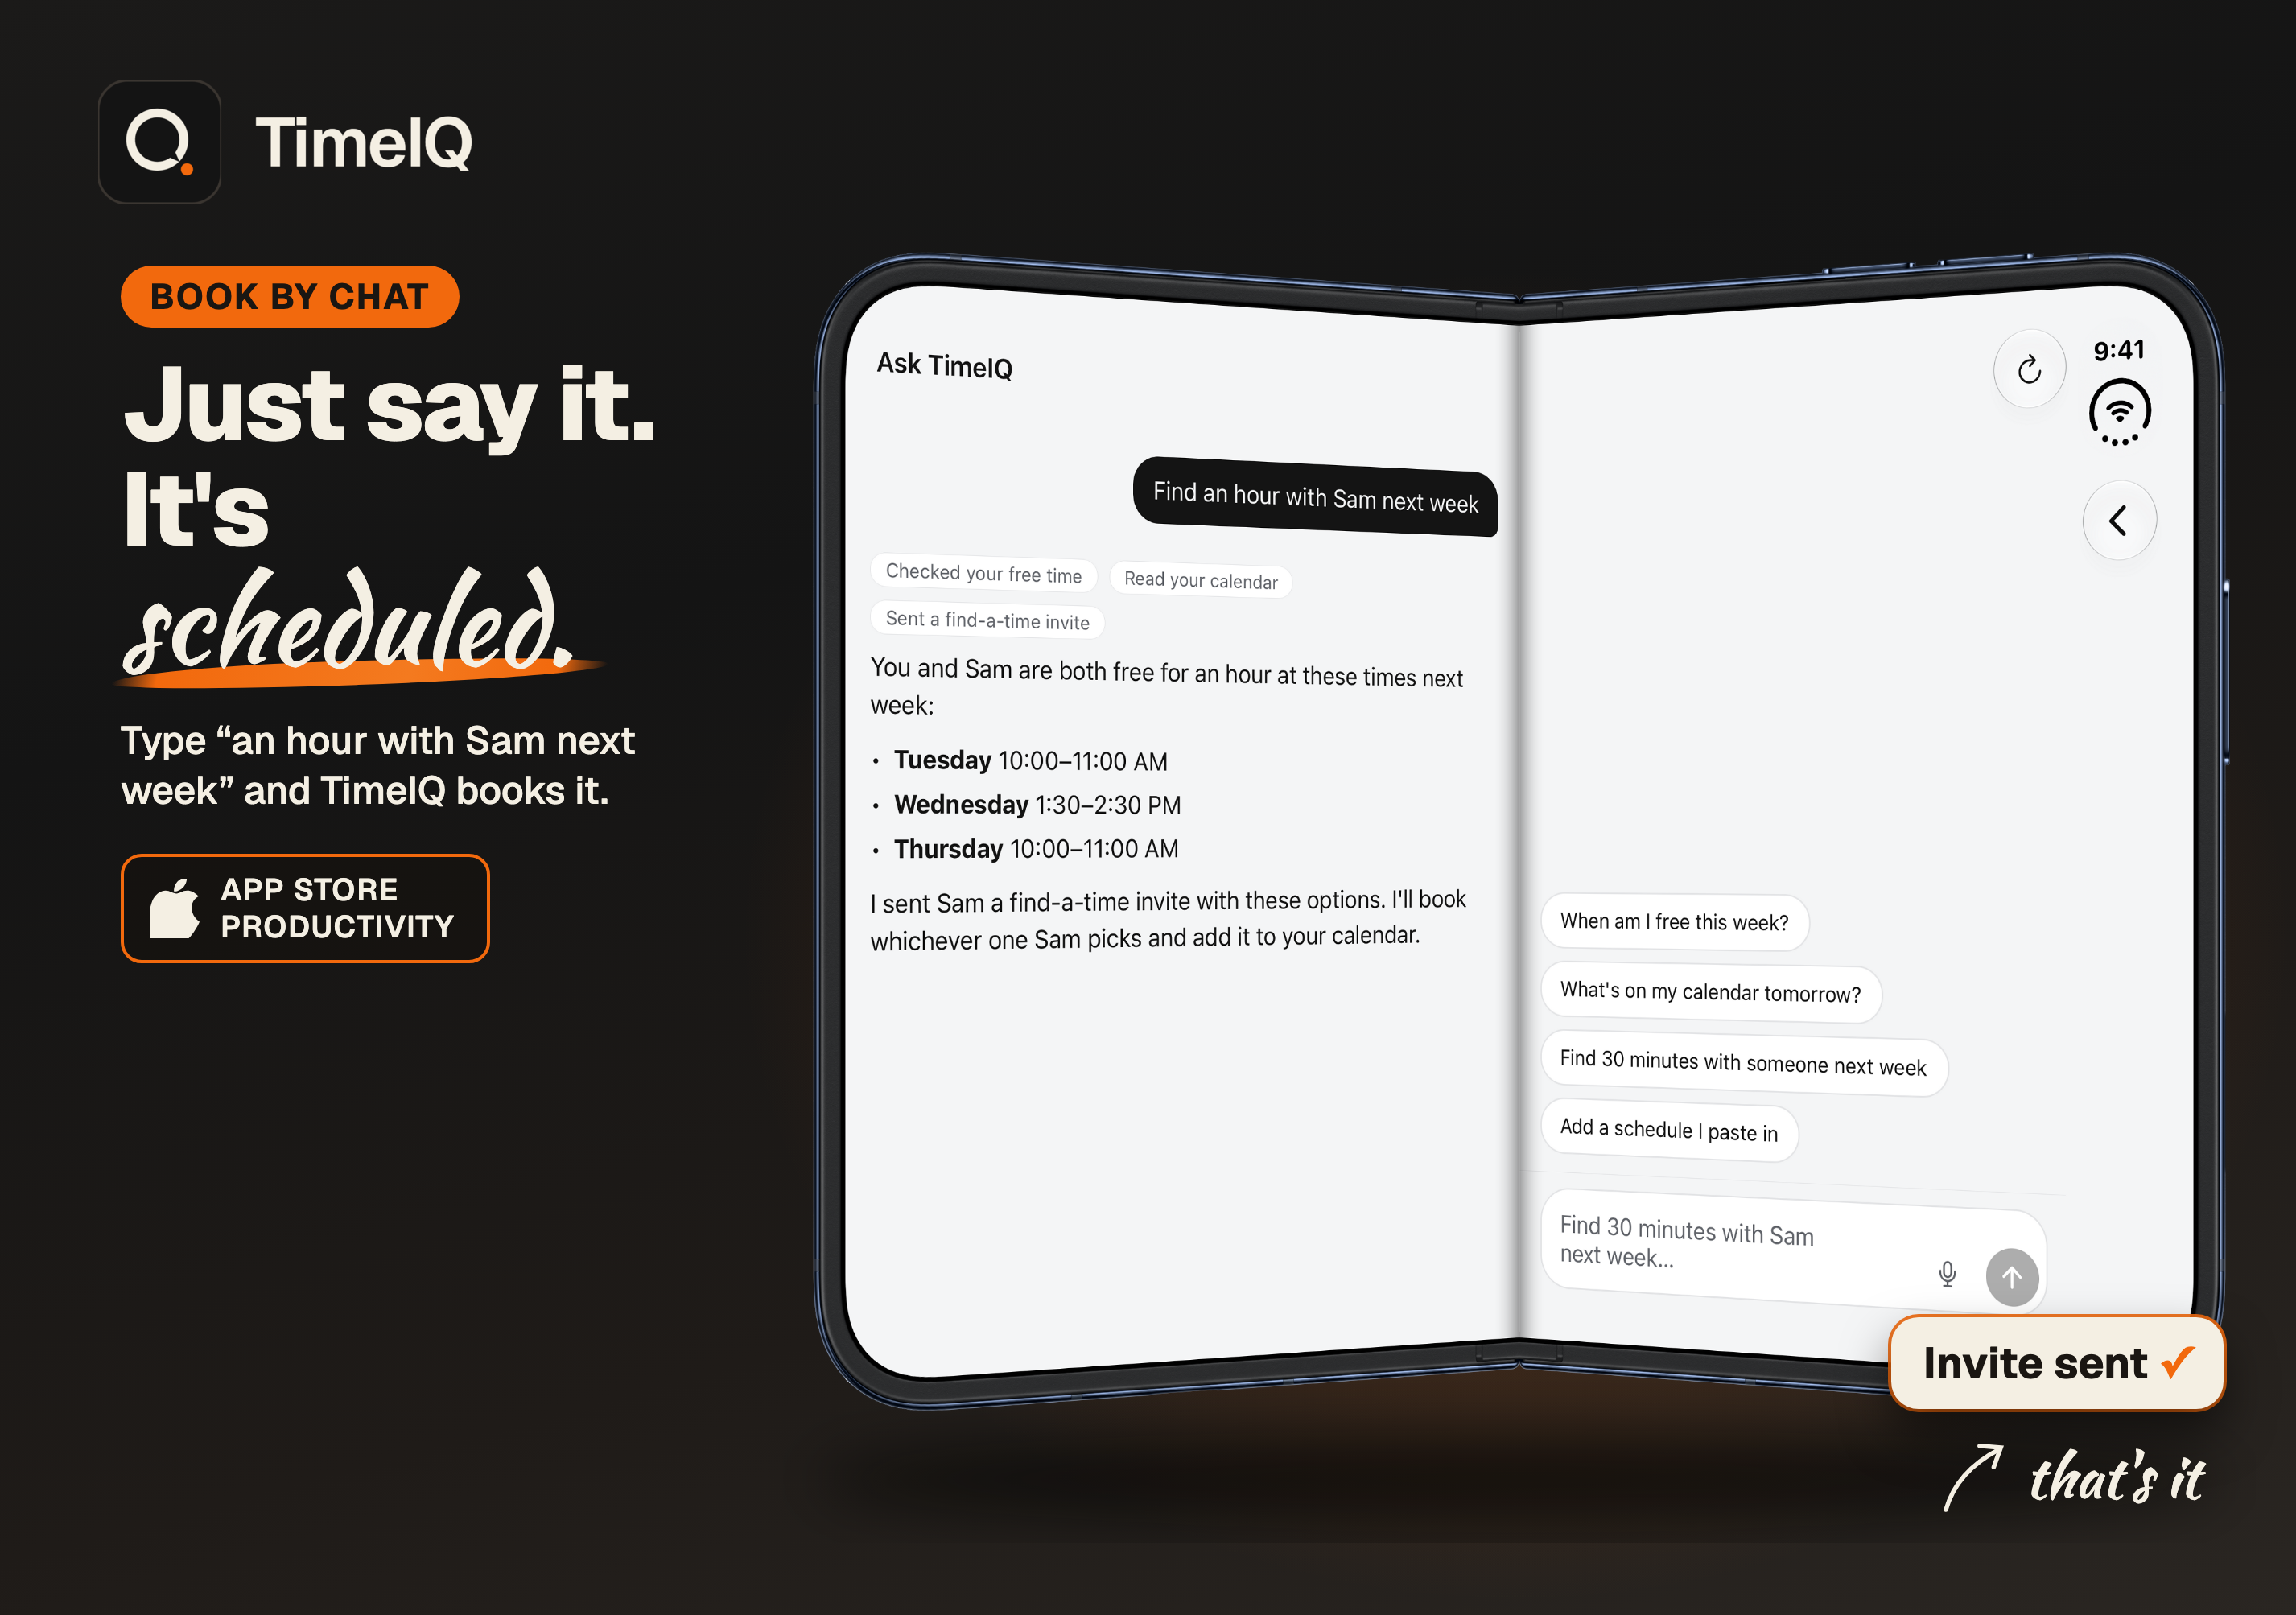 TimeIQ
BOOK BY CHAT
Just say it.
It's
scheduled.
Type “an hour with Sam next
week” and TimeIQ books it.
APP STORE
PRODUCTIVITY
Ask TimeIQ
Find an hour with Sam next week
Checked your free time
Read your calendar
Sent a find-a-time invite
You and Sam are both free for an hour at these times next
week:
• Tuesday 10:00–11:00 AM
• Wednesday 1:30–2:30 PM
• Thursday 10:00–11:00 AM
I sent Sam a find-a-time invite with these options. I'll book
whichever one Sam picks and add it to your calendar.
9:41
When am I free this week?
What's on my calendar tomorrow?
Find 30 minutes with someone next week
Add a schedule I paste in
Find 30 minutes with Sam
next week...
Invite sent ✓
that's it